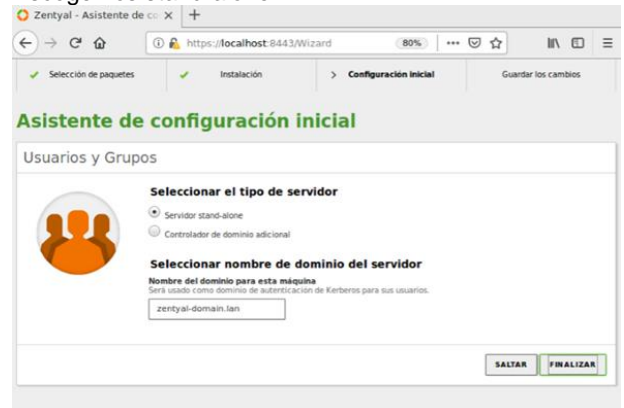 Zentyal - Asistente de co
https://localhost:8443/Wizard
80%
Selección de paquetes
Instalación
Configuración inicial
Guardar los cambios
Asistente de configuración inicial
Usuarios y Grupos
Seleccionar el tipo de servidor
Servidor stand-alone
Controlador de dominio adicional
Seleccionar nombre de dominio del servidor
Nombre del dominio para esta máquina
Será usado como dominio de autenticación de Kerberos para sus usuarios.
zentyal-domain.lan
SALTAR
FINALIZAR